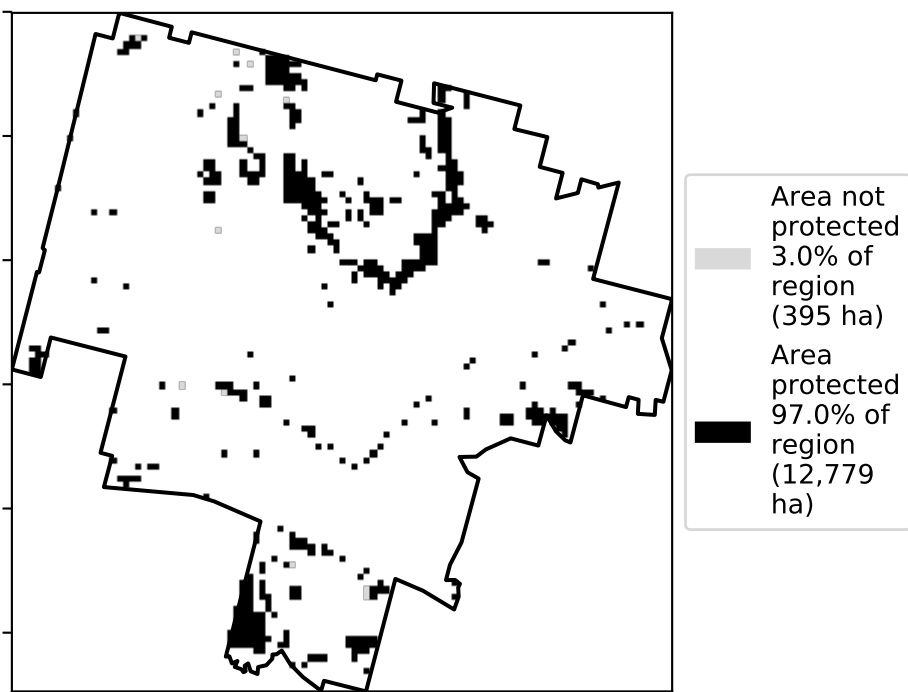 Area not
protected
3.0% of
region
(395 ha)
Area
protected
97.0% of
region
(12,779
ha)